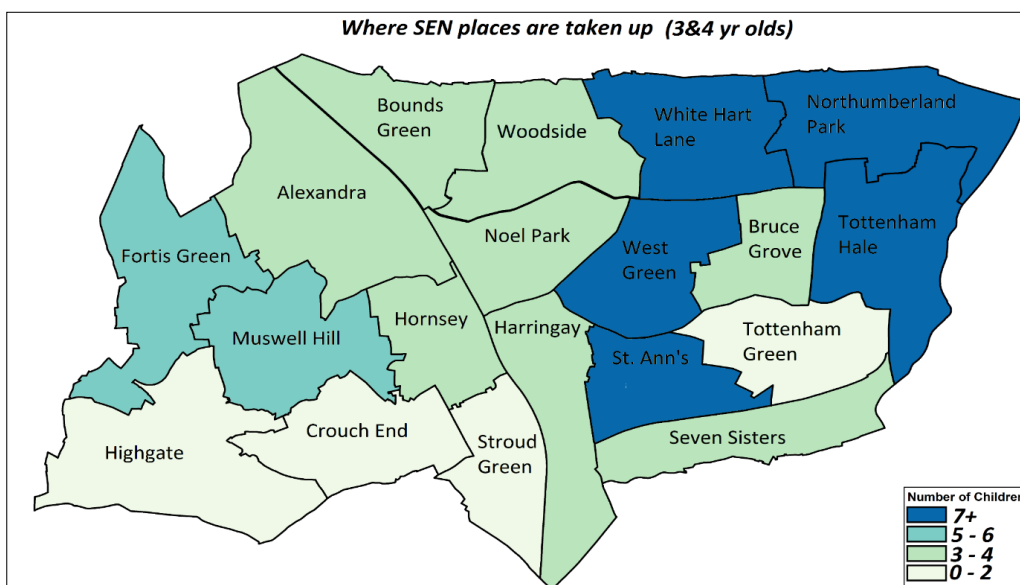 Where SEN places are taken up (3&4 yr olds)
Bounds
Green
Woodside
White Hart
Lane
Northumberland
Park
Alexandra
Noel Park
West
Green
Bruce
Grove
Tottenham
Hale
Fortis Green
Muswell Hill
Hornsey
Harringay
St. Ann's
Tottenham
Green
Highgate
Crouch End
Stroud
Green
Seven Sisters
Number of Children
7+
5 - 6
3 - 4
0 - 2